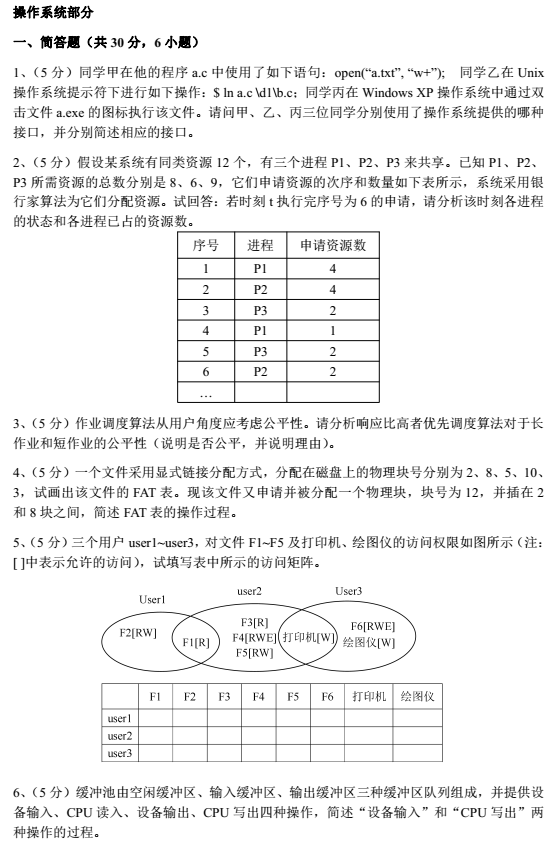 操作系统部分
一、简答题（共 30 分，6 小题）
1、（5 分）同学甲在他的程序 a.c 中使用了如下语句：open(“a.txt”, “w+”);  同学乙在 Unix
操作系统提示符下进行如下操作：$ ln a.c \d1\b.c；同学丙在 Windows XP 操作系统中通过双
击文件 a.exe 的图标执行该文件。请问甲、乙、丙三位同学分别使用了操作系统提供的哪种
接口，并分别简述相应的接口。
2、（5 分）假设某系统有同类资源 12 个，有三个进程 P1、P2、P3 来共享。已知 P1、P2、
P3 所需资源的总数分别是 8、6、9，它们申请资源的次序和数量如下表所示，系统采用银
行家算法为它们分配资源。试回答：若时刻 t 执行完序号为 6 的申请，请分析该时刻各进程
的状态和各进程已占的资源数。
序号 进程 申请资源数
1 P1 4
2 P2 4
3 P3 2
4 P1 1
5 P3 2
6 P2 2
…
3、（5 分）作业调度算法从用户角度应考虑公平性。请分析响应比高者优先调度算法对于长
作业和短作业的公平性（说明是否公平，并说明理由）。
4、（5 分）一个文件采用显式链接分配方式，分配在磁盘上的物理块号分别为 2、8、5、10、
3，试画出该文件的 FAT 表。现该文件又申请并被分配一个物理块，块号为 12，并插在 2
和 8 块之间，简述 FAT 表的操作过程。
5、（5 分）三个用户 user1~user3，对文件 F1~F5 及打印机、绘图仪的访问权限如图所示（注：
[ ]中表示允许的访问），试填写表中所示的访问矩阵。
User1 user2 User3
F2[RW] F1[R] F3[R] F4[RWE] F5[RW] 打印机[W] F6[RWE] 绘图仪[W]
F1 F2 F3 F4 F5 F6 打印机 绘图仪
user1
user2
user3
6、（5 分）缓冲池由空闲缓冲区、输入缓冲区、输出缓冲区三种缓冲区队列组成，并提供设
备输入、CPU 读入、设备输出、CPU 写出四种操作，简述“设备输入”和“CPU 写出”两
种操作的过程。